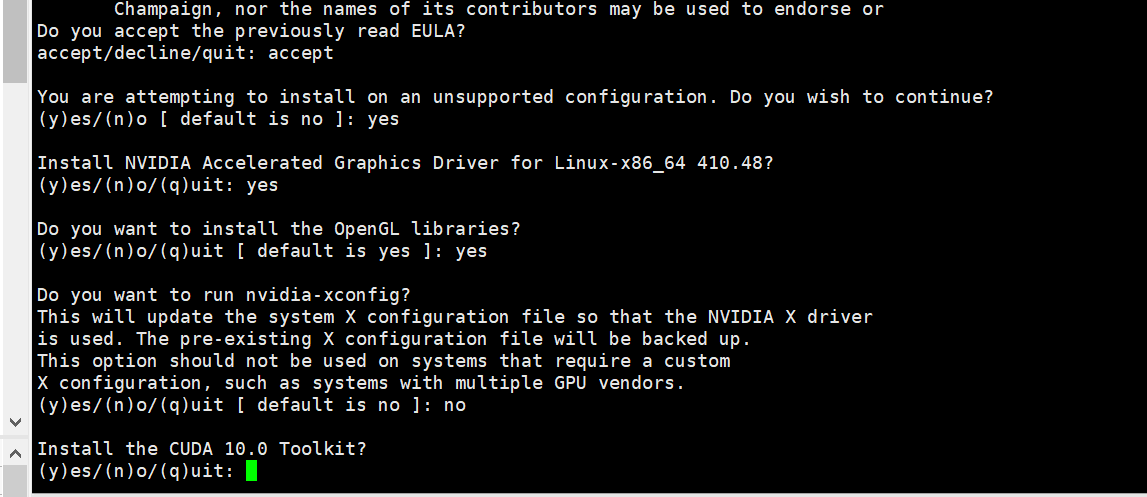 Champaign, nor the names of its contributors may be used to endorse or
Do you accept the previously read EULA?
accept/decline/quit: accept
You are attempting to install on an unsupported configuration. Do you wish to continue?
(y)es/(n)o [ default is no ]: yes
Install NVIDIA Accelerated Graphics Driver for Linux-x86_64 410.48?
(y)es/(n)o/(q)uit: yes
Do you want to install the OpenGL libraries?
(y)es/(n)o/(q)uit [ default is yes ]: yes
Do you want to run nvidia-xconfig?
This will update the system X configuration file so that the NVIDIA X driver
is used. The pre-existing X configuration file will be backed up.
This option should not be used on systems that require a custom
X configuration, such as systems with multiple GPU vendors.
(y)es/(n)o/(q)uit [ default is no ]: no
Install the CUDA 10.0 Toolkit?
(y)es/(n)o/(q)uit: